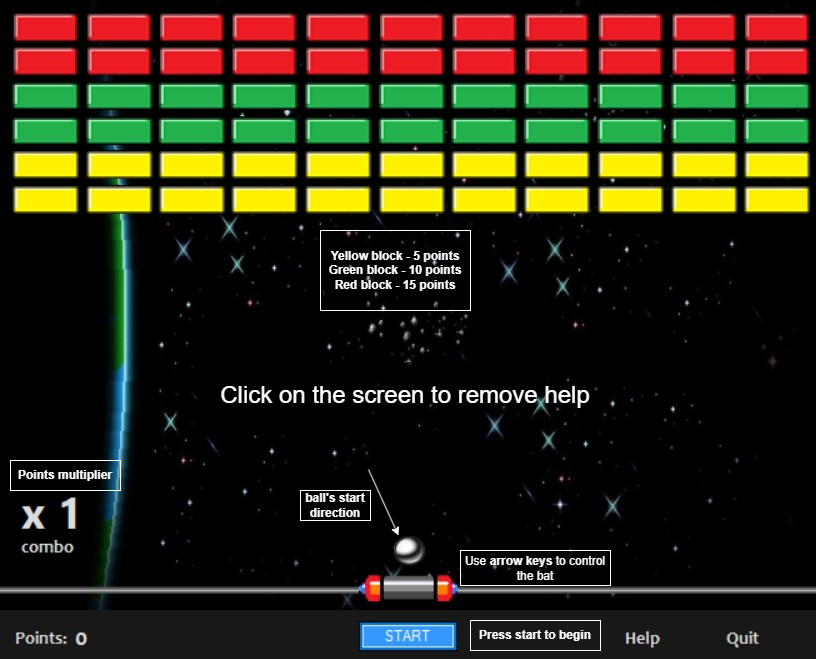 Yellow block - 5 points
Green block - 10 points
Red block - 15 points
Click on the screen to remove help
Points multiplier
x 1
combo
ball's start
direction
Use arrow keys to control
the bat
Points: 0
START
Press start to begin
Help
Quit